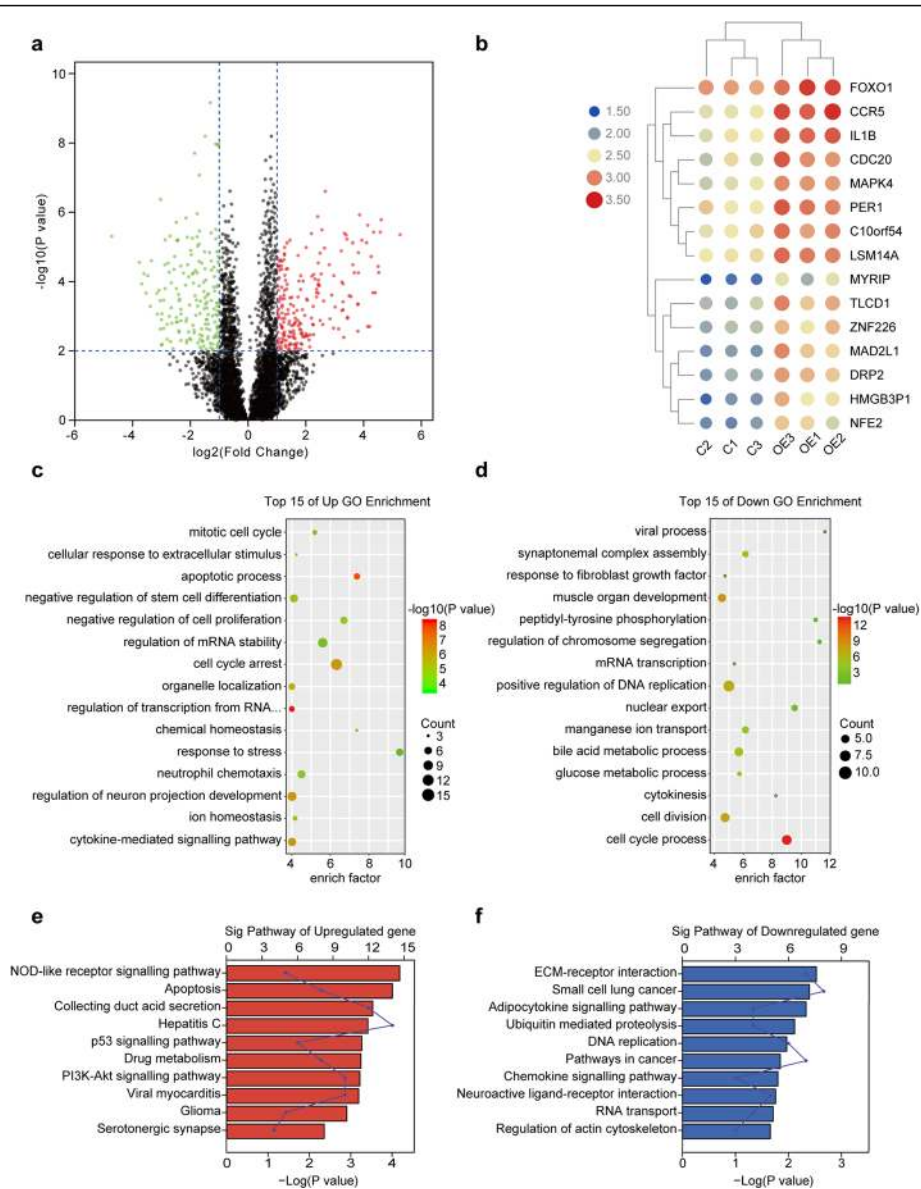 a
10
8
6
4
2
0
-log10(P value)
-6 -4 -2 0 2 4 6
log2(Fold Change)
b
1.50
2.00
2.50
3.00
3.50
FOXO1
CCR5
IL1B
CDC20
MAPK4
PER1
C10orf54
LSM14A
MYRIP
TLCD1
ZNF226
MAD2L1
DRP2
HMGB3P1
NFE2
C2 C1 C3 OE3 OE1 OE2
c
Top 15 of Up GO Enrichment
mitotic cell cycle
cellular response to extracellular stimulus
apoptotic process
negative regulation of stem cell differentiation
negative regulation of cell proliferation
regulation of mRNA stability
cell cycle arrest
organelle localization
regulation of transcription from RNA...
chemical homeostasis
response to stress
neutrophil chemotaxis
regulation of neuron projection development
ion homeostasis
cytokine-mediated signalling pathway
4 6 8 10
enrich factor
-log10(P value)
8
7
6
5
4
Count
3
6
9
12
15
d
Top 15 of Down GO Enrichment
viral process
synaptonemal complex assembly
response to fibroblast growth factor
muscle organ development
peptidyl-tyrosine phosphorylation
regulation of chromosome segregation
mRNA transcription
positive regulation of DNA replication
nuclear export
manganese ion transport
bile acid metabolic process
glucose metabolic process
cytokinesis
cell division
cell cycle process
4 6 8 10 12
enrich factor
-log10(P value)
12
9
6
3
Count
5.0
7.5
10.0
e
Sig Pathway of Upregulated gene
0 3 6 9 12 15
NOD-like receptor signalling pathway
Apoptosis
Collecting duct acid secretion
Hepatitis C
p53 signalling pathway
Drug metabolism
PI3K-Akt signalling pathway
Viral myocarditis
Glioma
Serotonergic synapse
0 1 2 3 4
−Log(P value)
f
Sig Pathway of Downregulated gene
0 3 6 9
ECM-receptor interaction
Small cell lung cancer
Adipocytokine signalling pathway
Ubiquitin mediated proteolysis
DNA replication
Pathways in cancer
Chemokine signalling pathway
Neuroactive ligand-receptor interaction
RNA transport
Regulation of actin cytoskeleton
0 1 2 3
−Log(P value)